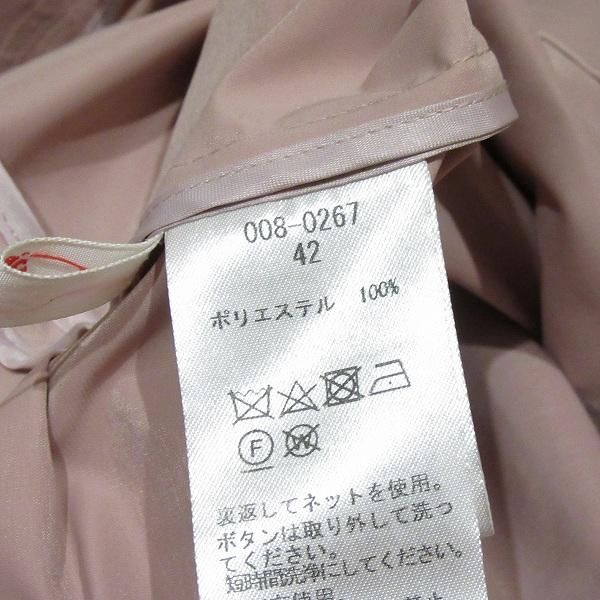 008-0267
42
ポリエステル 100%
F W
裏返してネットを使用。
ボタンは取り外して洗っ
てください。
短時間洗浄にしてください。